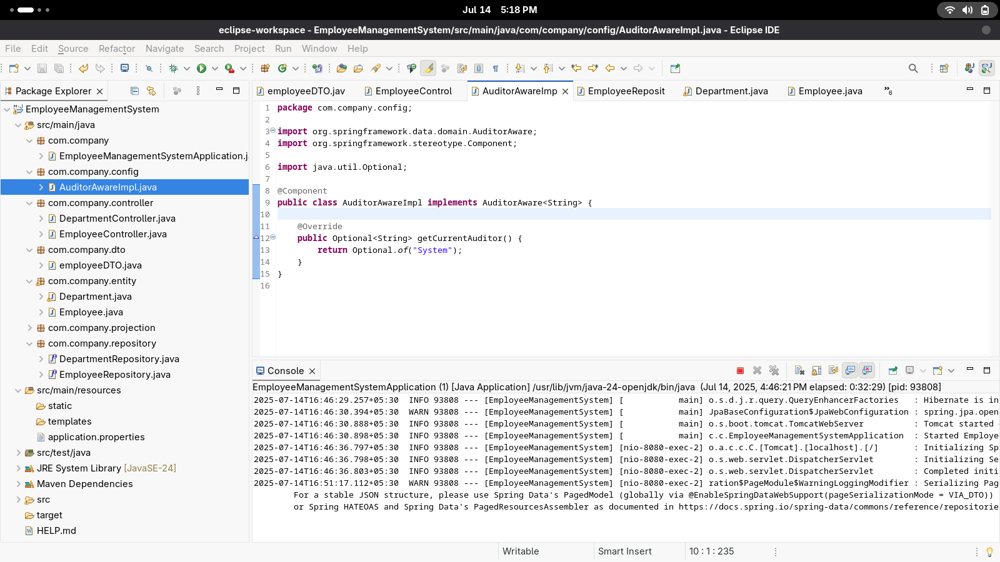 Jul 14 5:18 PM
eclipse-workspace - EmployeeManagementSystem/src/main/java/com/company/config/AuditorAwareImpl.java - Eclipse IDE
File Edit Source Refactor Navigate Search Project Run Window Help
Package Explorer
EmployeeManagementSystem
src/main/java
com.company
EmployeeManagementSystemApplication.j
com.company.config
AuditorAwareImpl.java
com.company.controller
DepartmentController.java
EmployeeController.java
com.company.dto
employeeDTO.java
com.company.entity
Department.java
Employee.java
com.company.projection
com.company.repository
DepartmentRepository.java
EmployeeRepository.java
src/main/resources
static
templates
application.properties
src/test/java
JRE System Library [JavaSE-24]
Maven Dependencies
src
target
HELP.md
employeeDTO.jav EmployeeControl AuditorAwareImp EmployeeReposit Department.java Employee.java »6
1 package com.company.config;
2
3 import org.springframework.data.domain.AuditorAware;
4 import org.springframework.stereotype.Component;
5
6 import java.util.Optional;
7
8 @Component
9 public class AuditorAwareImpl implements AuditorAware<String> {
10
11 @Override
12 public Optional<String> getCurrentAuditor() {
13 return Optional.of("System");
14 }
15 }
16
Console
EmployeeManagementSystemApplication (1) [Java Application] /usr/lib/jvm/java-24-openjdk/bin/java (Jul 14, 2025, 4:46:21 PM elapsed: 0:32:29) [pid: 93808]
2025-07-14T16:46:29.257+05:30 INFO 93808 --- [EmployeeManagementSystem] [ main] o.s.d.j.r.query.QueryEnhancerFactories : Hibernate is in
2025-07-14T16:46:30.394+05:30 WARN 93808 --- [EmployeeManagementSystem] [ main] JpaBaseConfiguration$JpaWebConfiguration : spring.jpa.open
2025-07-14T16:46:30.888+05:30 INFO 93808 --- [EmployeeManagementSystem] [ main] o.s.boot.tomcat.TomcatWebServer : Tomcat started
2025-07-14T16:46:30.898+05:30 INFO 93808 --- [EmployeeManagementSystem] [ main] c.c.EmployeeManagementSystemApplication : Started Employe
2025-07-14T16:46:36.797+05:30 INFO 93808 --- [EmployeeManagementSystem] [nio-8080-exec-2] o.a.c.c.C.[Tomcat].[localhost].[/] : Initializing Sp
2025-07-14T16:46:36.798+05:30 INFO 93808 --- [EmployeeManagementSystem] [nio-8080-exec-2] o.s.web.servlet.DispatcherServlet : Initializing Se
2025-07-14T16:46:36.803+05:30 INFO 93808 --- [EmployeeManagementSystem] [nio-8080-exec-2] o.s.web.servlet.DispatcherServlet : Completed initi
2025-07-14T16:51:17.112+05:30 WARN 93808 --- [EmployeeManagementSystem] [nio-8080-exec-2] ration$PageModule$WarningLoggingModifier : Serializing Pag
For a stable JSON structure, please use Spring Data's PagedModel (globally via @EnableSpringDataWebSupport(pageSerializationMode = VIA_DTO))
or Spring HATEOAS and Spring Data's PagedResourcesAssembler as documented in https://docs.spring.io/spring-data/commons/reference/repositorie
Writable Smart Insert 10 : 1 : 235